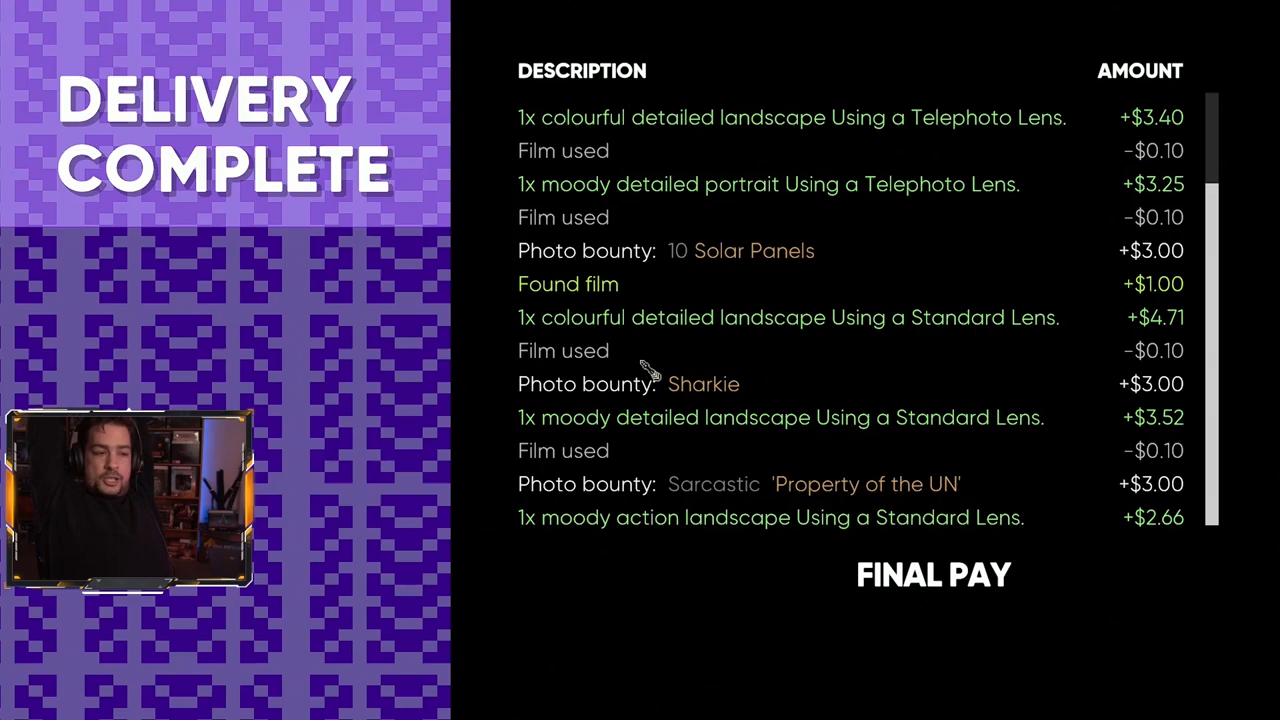 DELIVERY
COMPLETE
DESCRIPTION AMOUNT
1x colourful detailed landscape Using a Telephoto Lens. +$3.40
Film used -$0.10
1x moody detailed portrait Using a Telephoto Lens. +$3.25
Film used -$0.10
Photo bounty: 10 Solar Panels +$3.00
Found film +$1.00
1x colourful detailed landscape Using a Standard Lens. +$4.71
Film used -$0.10
Photo bounty: Sharkie +$3.00
1x moody detailed landscape Using a Standard Lens. +$3.52
Film used -$0.10
Photo bounty: Sarcastic 'Property of the UN' +$3.00
1x moody action landscape Using a Standard Lens. +$2.66
FINAL PAY